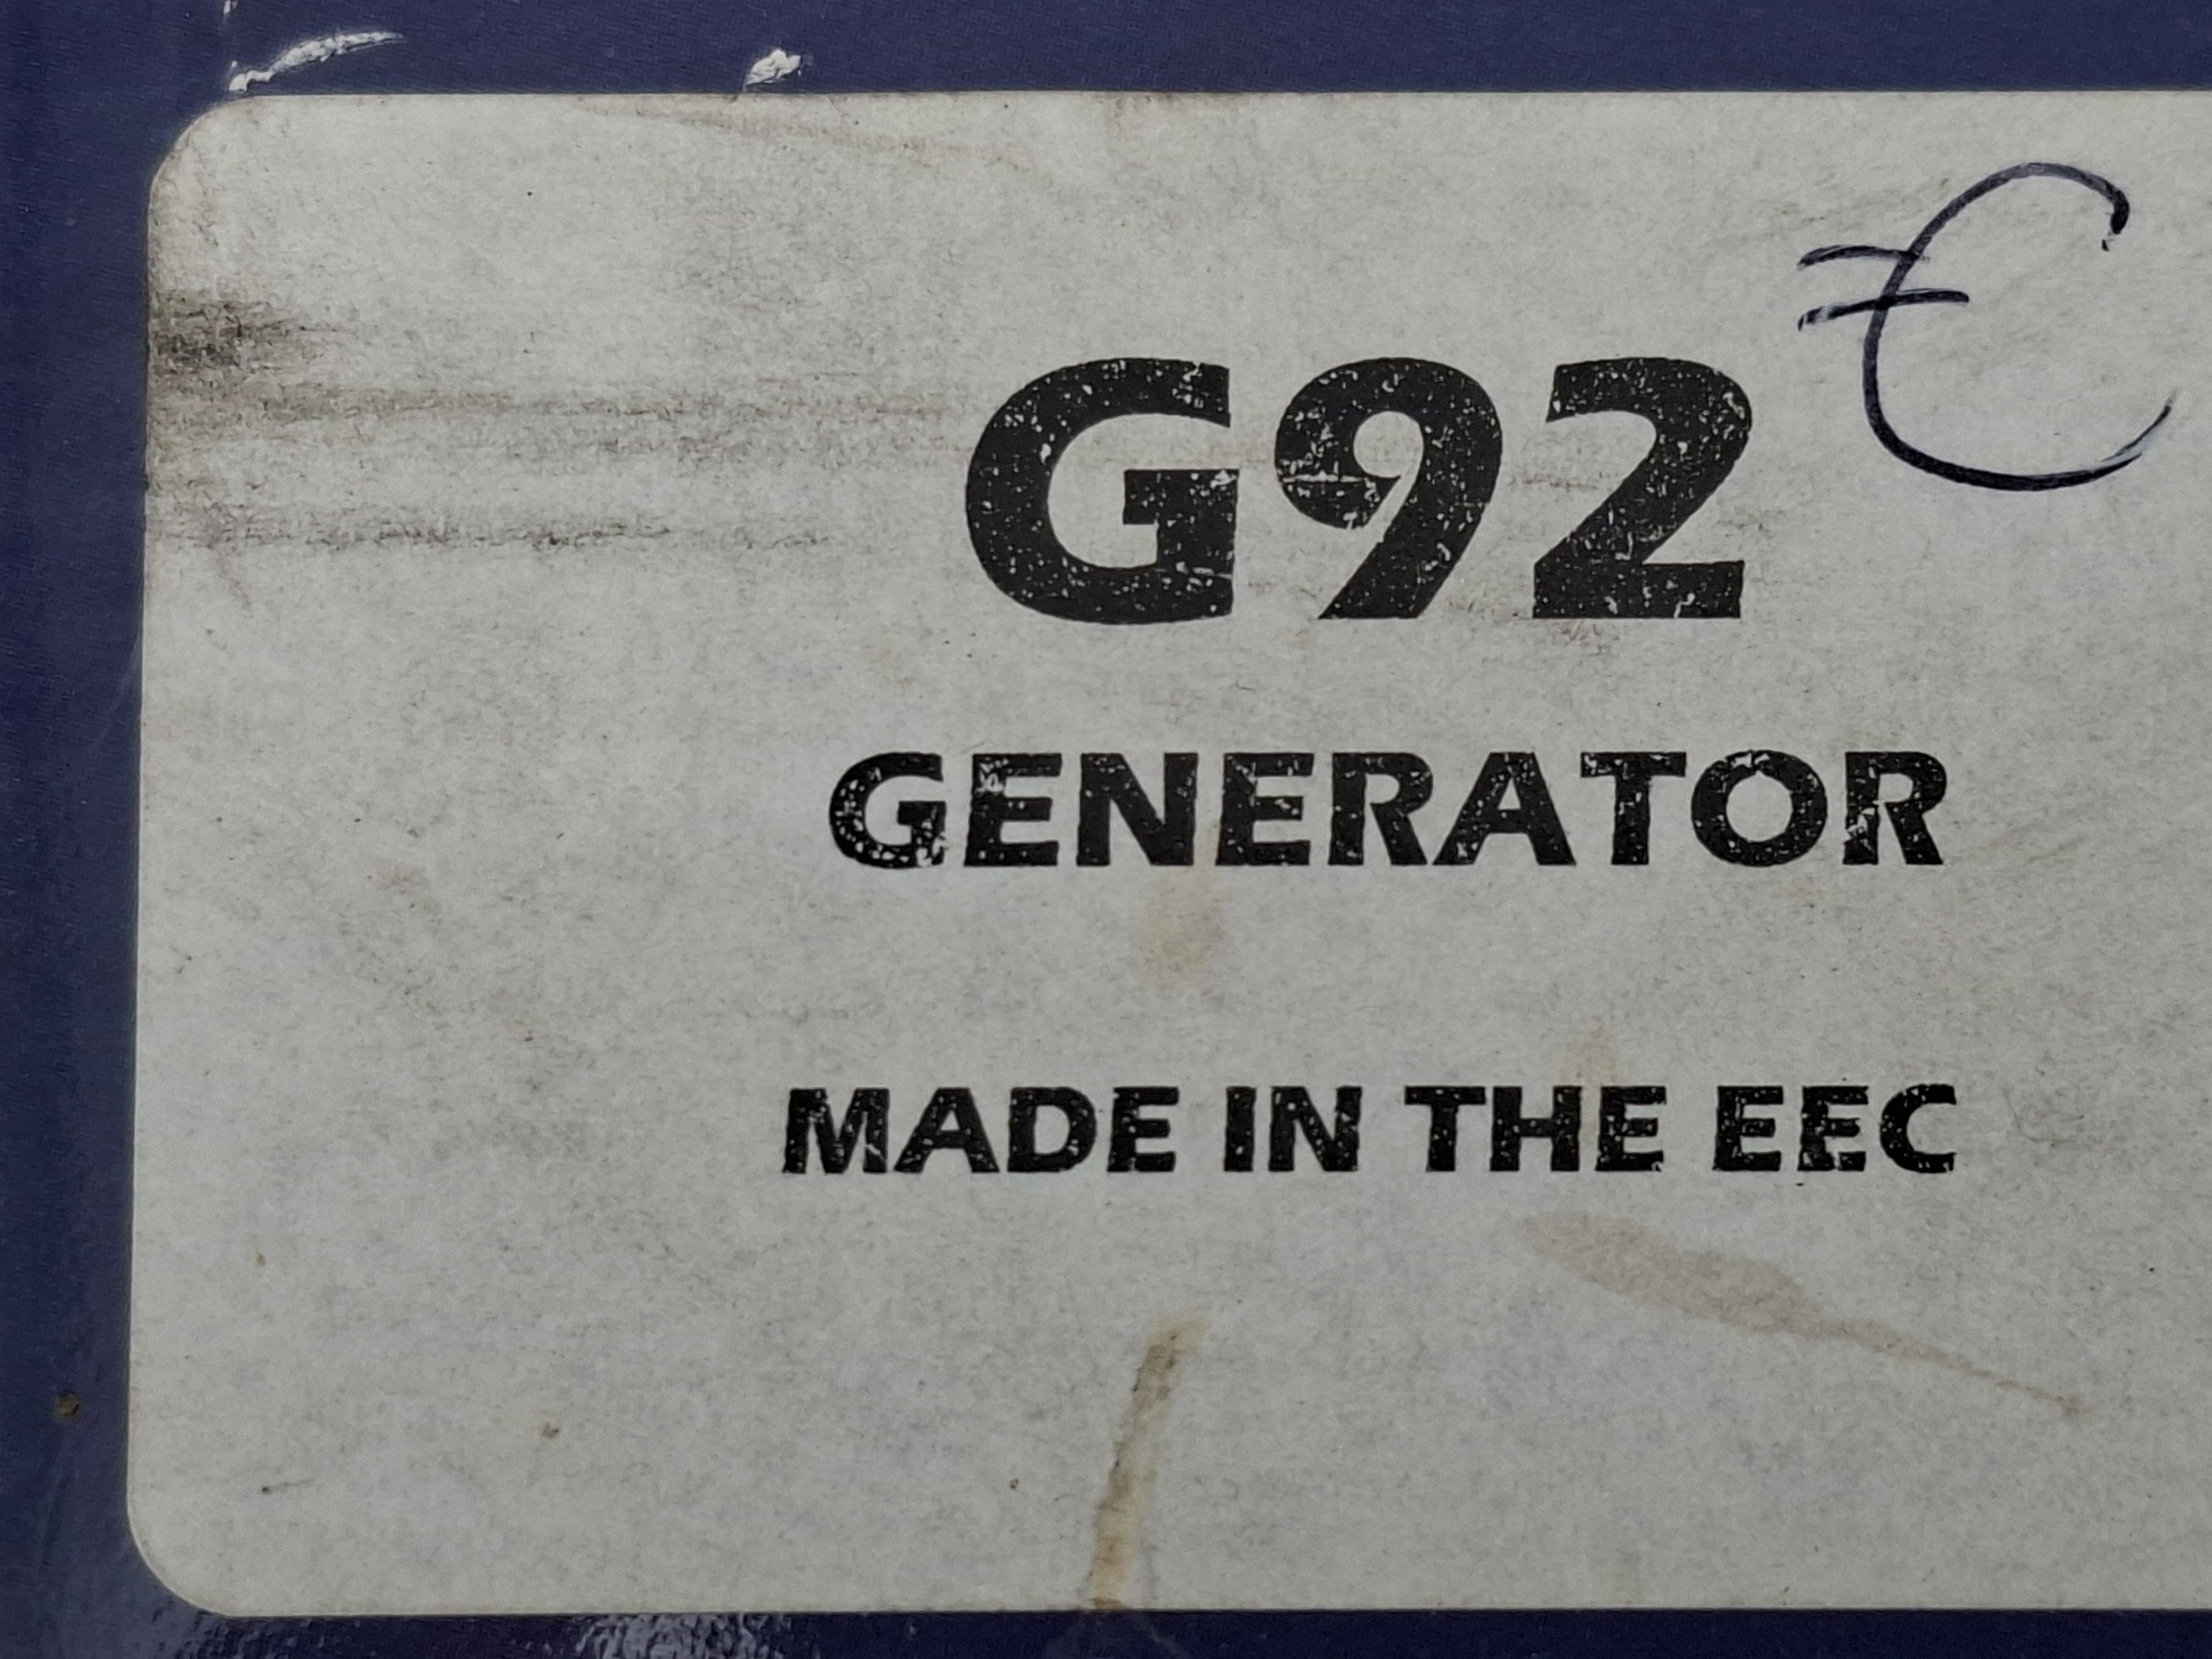 €
G92
GENERATOR
MADE IN THE EEC